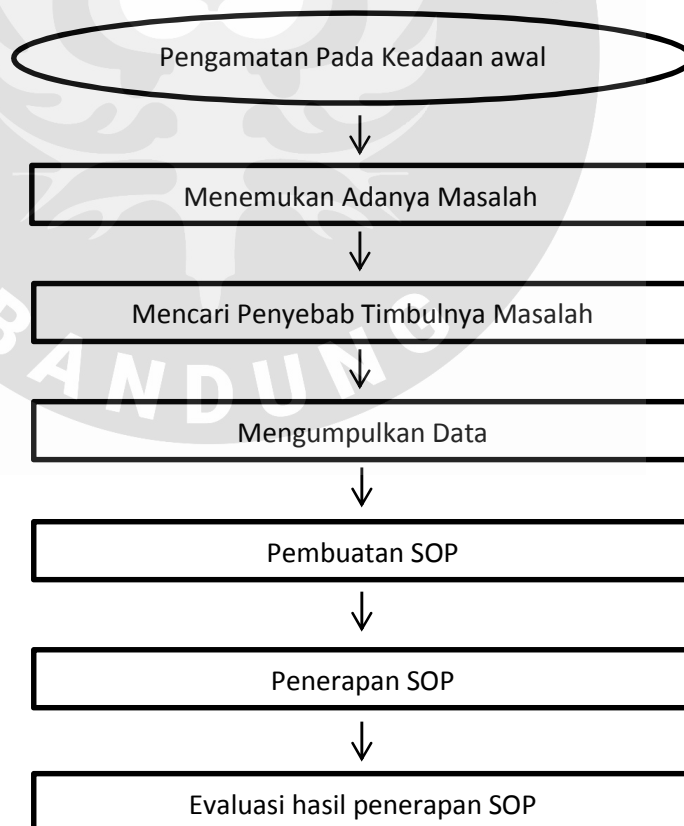 Pengamatan Pada Keadaan awal
Menemukan Adanya Masalah
Mencari Penyebab Timbulnya Masalah
BANDUNG
Mengumpulkan Data
Pembuatan SOP
Penerapan SOP
Evaluasi hasil penerapan SOP